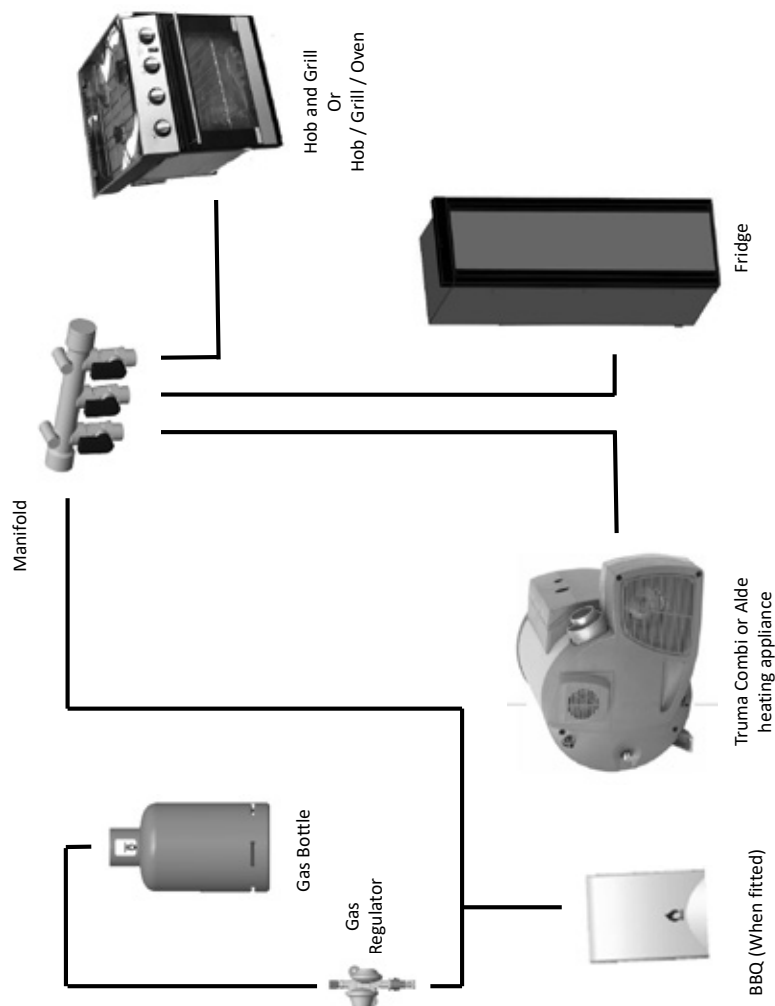 Hob and Grill
Or
Hob / Grill / Oven
Manifold
Fridge
Gas Bottle
Gas
Regulator
Truma Combi or Alde
heating appliance
BBQ (When fitted)